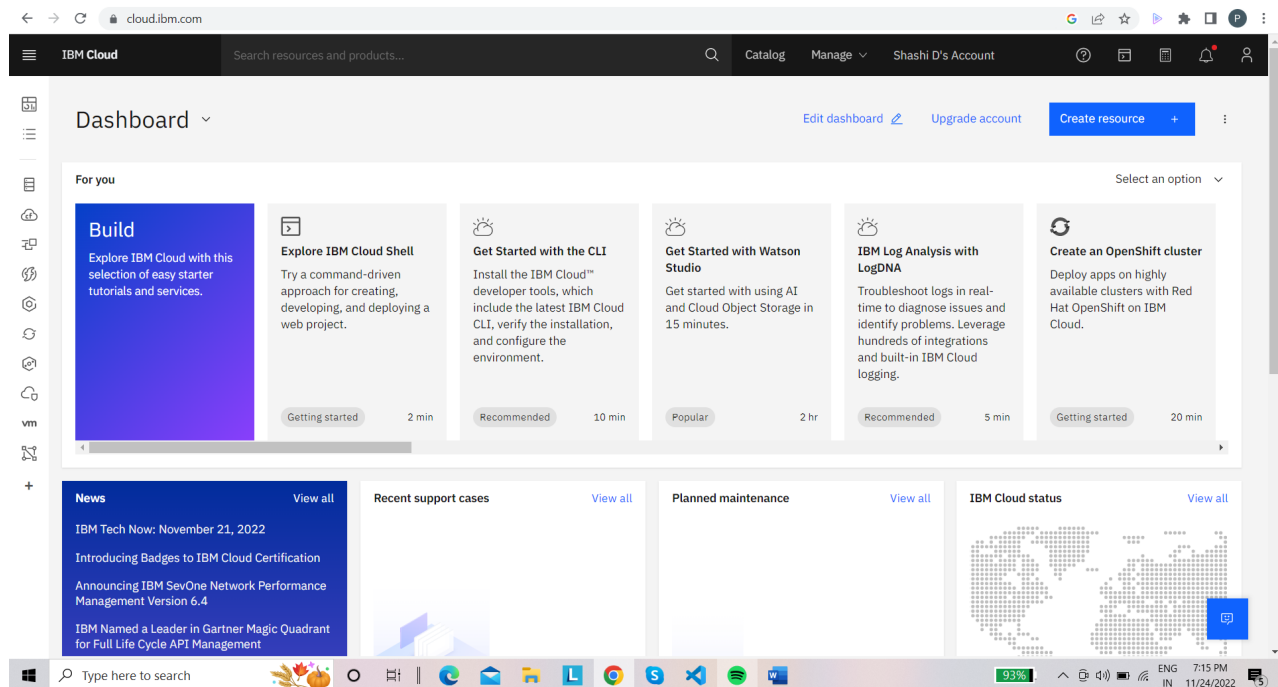 cloud.ibm.com
P
IBM Cloud
Search resources and products...
Catalog
Manage
Shashi D's Account
Dashboard
Edit dashboard
Upgrade account
Create resource +
For you
Select an option
Build
Explore IBM Cloud with this
selection of easy starter
tutorials and services.
Explore IBM Cloud Shell
Try a command-driven
approach for creating,
developing, and deploying a
web project.
Getting started
2 min
Get Started with the CLI
Install the IBM Cloud™
developer tools, which
include the latest IBM Cloud
CLI, verify the installation,
and configure the
environment.
Recommended
10 min
Get Started with Watson
Studio
Get started with using AI
and Cloud Object Storage in
15 minutes.
Popular
2 hr
IBM Log Analysis with
LogDNA
Troubleshoot logs in real-
time to diagnose issues and
identify problems. Leverage
hundreds of integrations
and built-in IBM Cloud
logging.
Recommended
5 min
Create an OpenShift cluster
Deploy apps on highly
available clusters with Red
Hat OpenShift on IBM
Cloud.
Getting started
20 min
vm
News
View all
IBM Tech Now: November 21, 2022
Introducing Badges to IBM Cloud Certification
Announcing IBM SevOne Network Performance
Management Version 6.4
IBM Named a Leader in Gartner Magic Quadrant
for Full Life Cycle API Management
Recent support cases
View all
Planned maintenance
View all
IBM Cloud status
View all
Type here to search
93%
ENG
IN
7:15 PM
11/24/2022
5